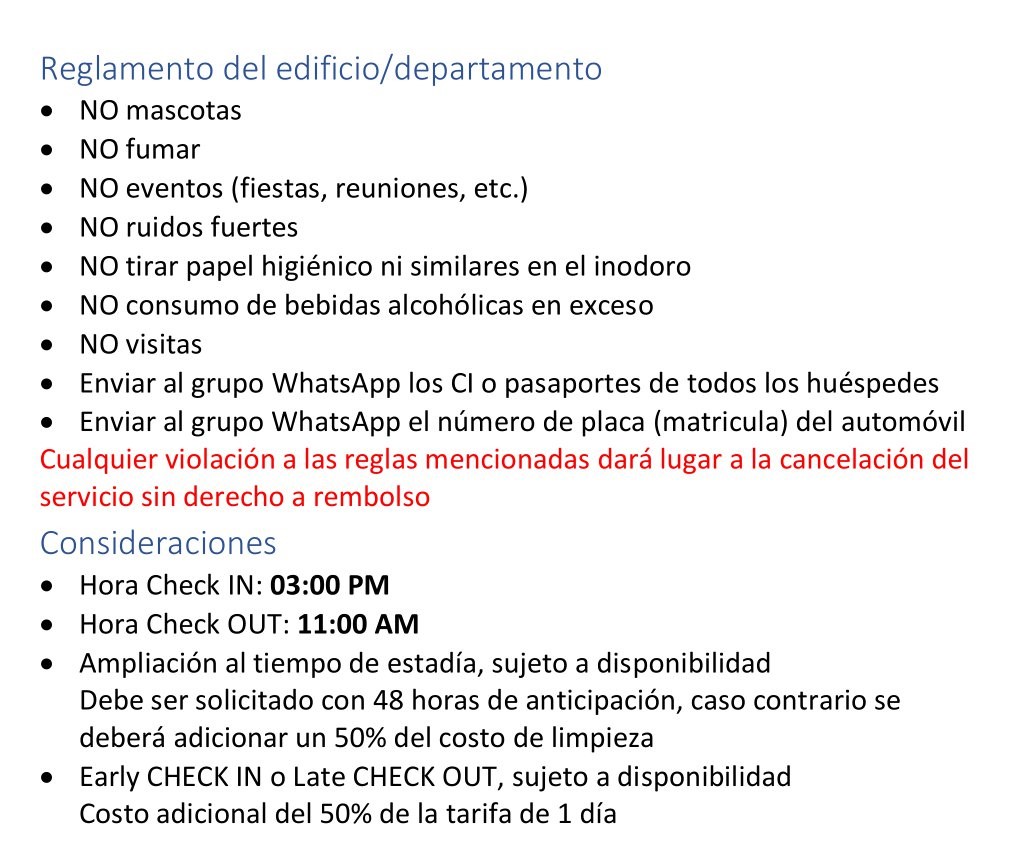 Reglamento del edificio/departamento
• NO mascotas
• NO fumar
• NO eventos (fiestas, reuniones, etc.)
• NO ruidos fuertes
• NO tirar papel higiénico ni similares en el inodoro
• NO consumo de bebidas alcohólicas en exceso
• NO visitas
• Enviar al grupo WhatsApp los CI o pasaportes de todos los huéspedes
• Enviar al grupo WhatsApp el número de placa (matricula) del automóvil
Cualquier violación a las reglas mencionadas dará lugar a la cancelación del
servicio sin derecho a rembolso
Consideraciones
• Hora Check IN: 03:00 PM
• Hora Check OUT: 11:00 AM
• Ampliación al tiempo de estadía, sujeto a disponibilidad
Debe ser solicitado con 48 horas de anticipación, caso contrario se
deberá adicionar un 50% del costo de limpieza
• Early CHECK IN o Late CHECK OUT, sujeto a disponibilidad
Costo adicional del 50% de la tarifa de 1 día